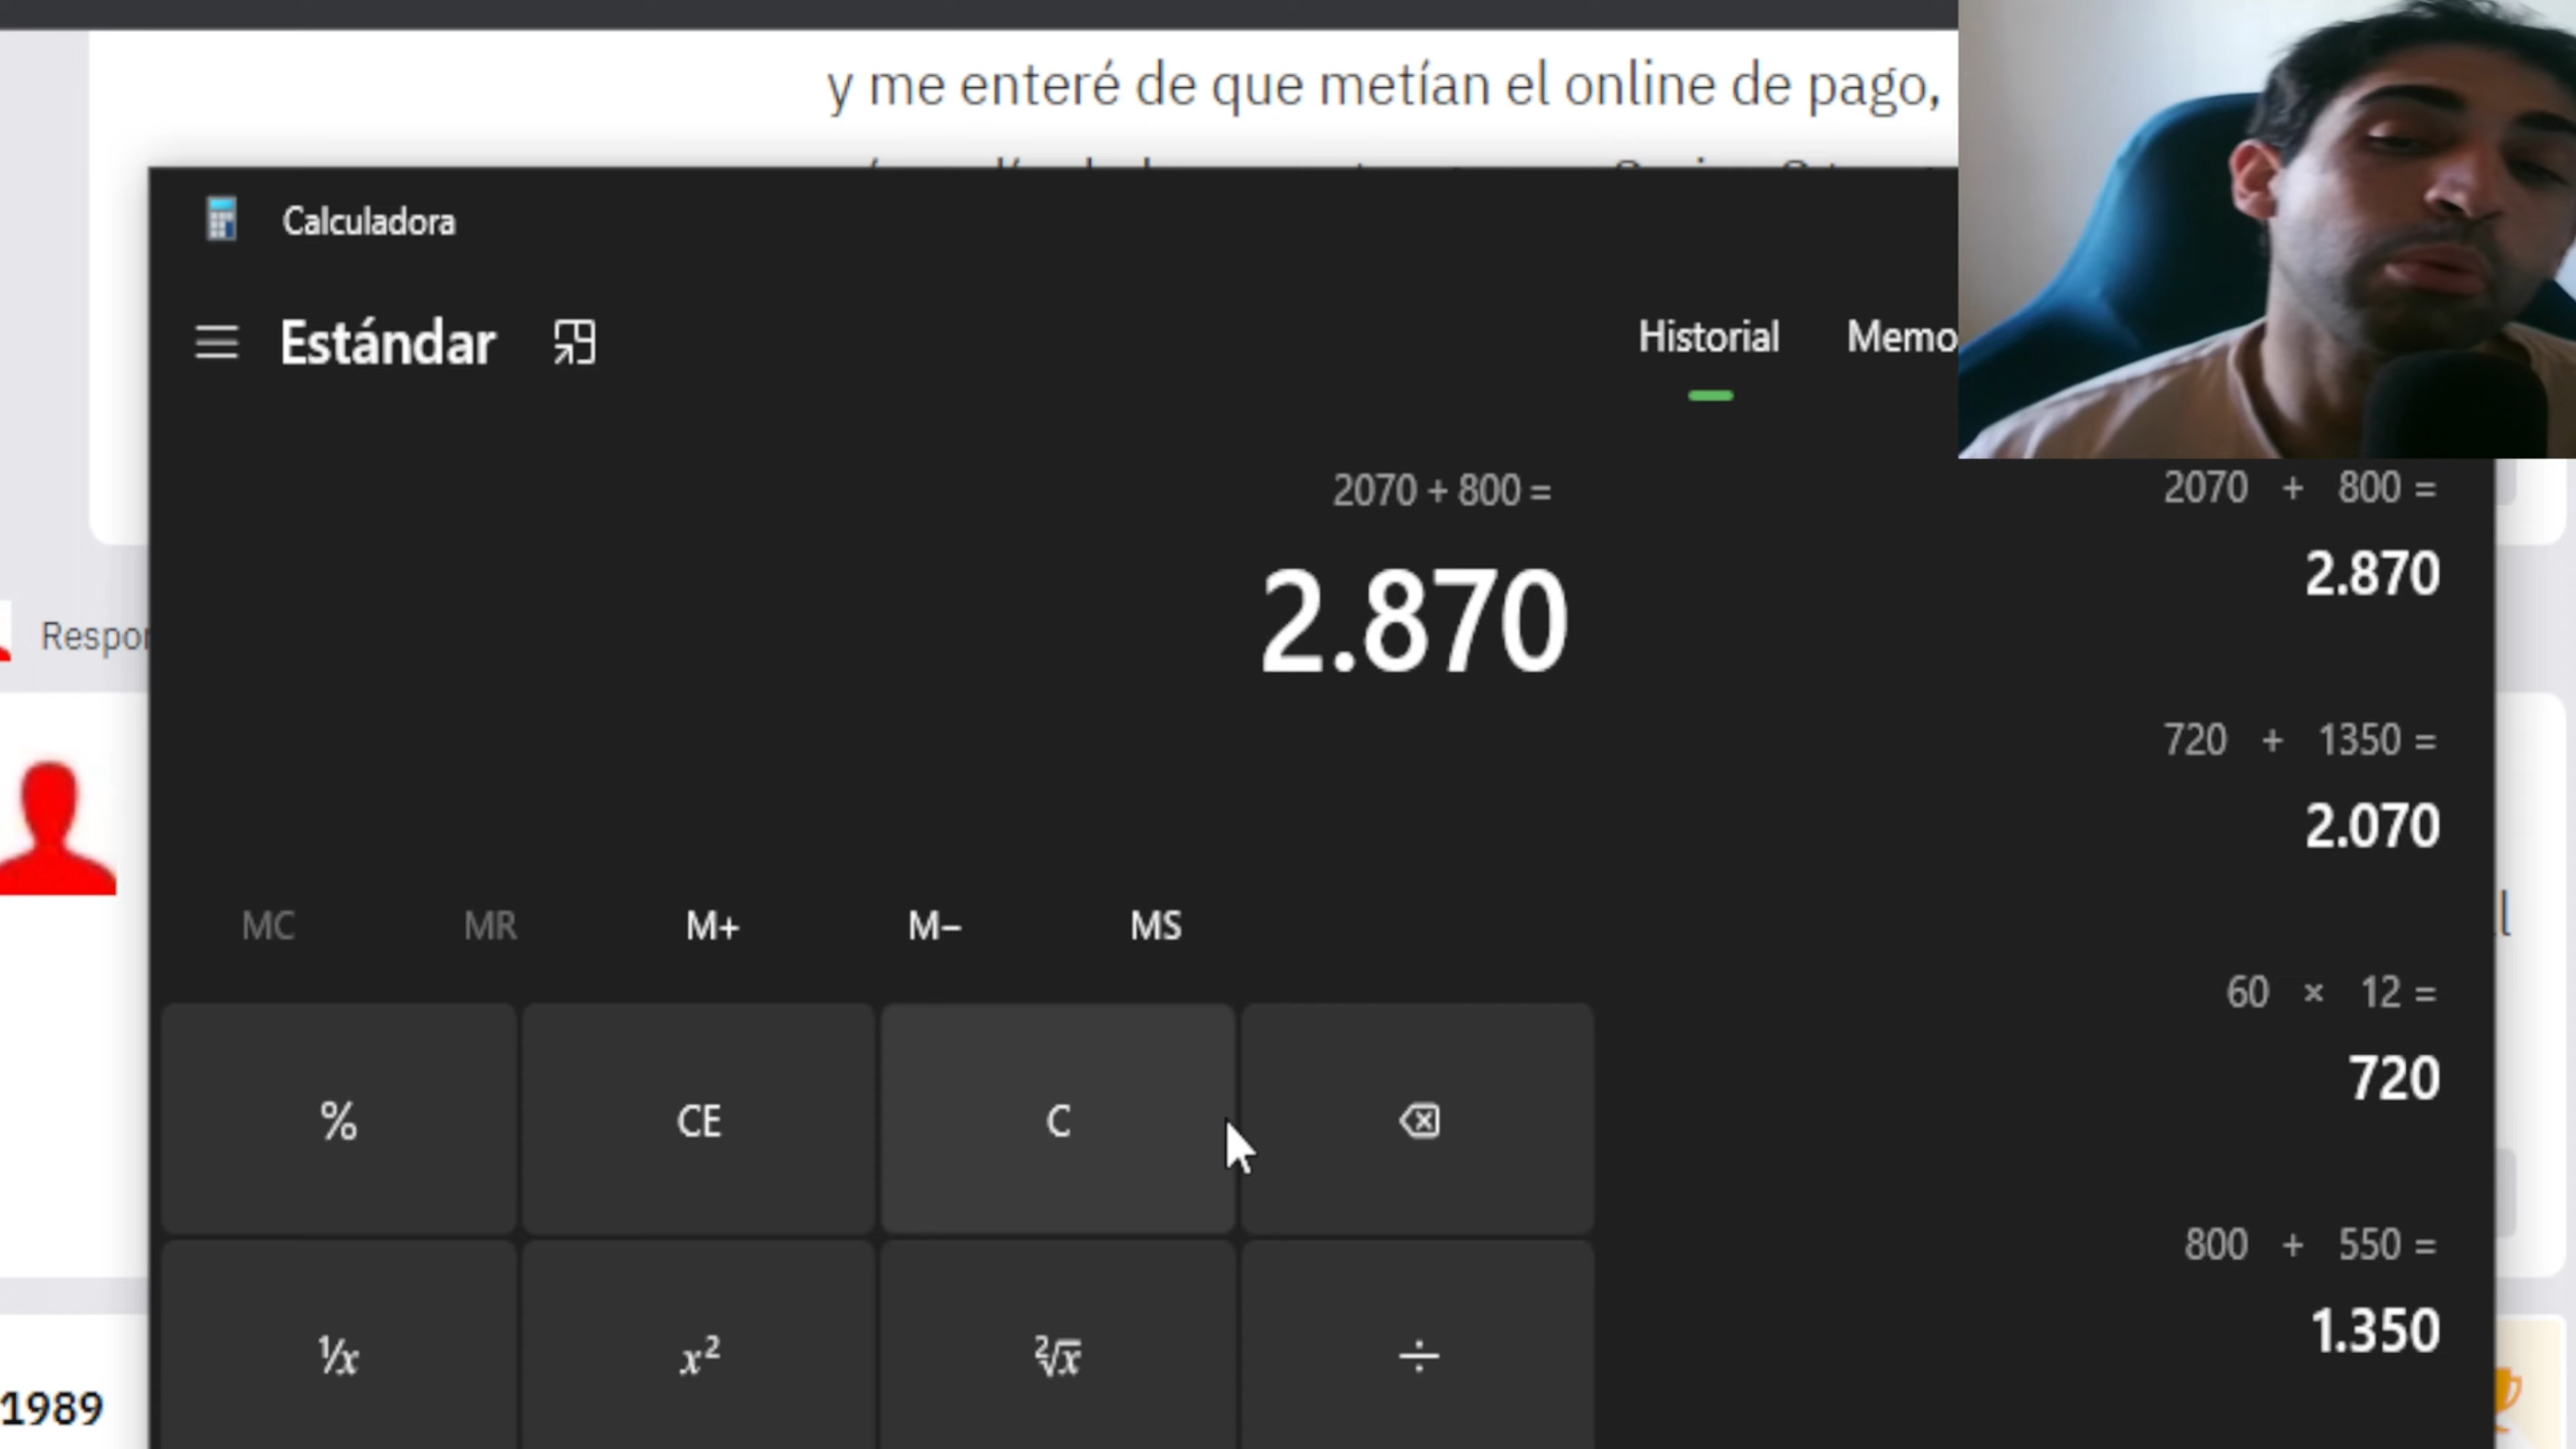 y me enteré de que metían el online de pago,
Calculadora
Estándar
Historial
Memo
2070 + 800 =
2.870
2070 + 800 =
2.870
720 + 1350 =
2.070
60 × 12 =
720
800 + 550 =
1.350
Respon
MC MR M+ M− MS
% CE C
⅟x x² ²√x ÷
1989